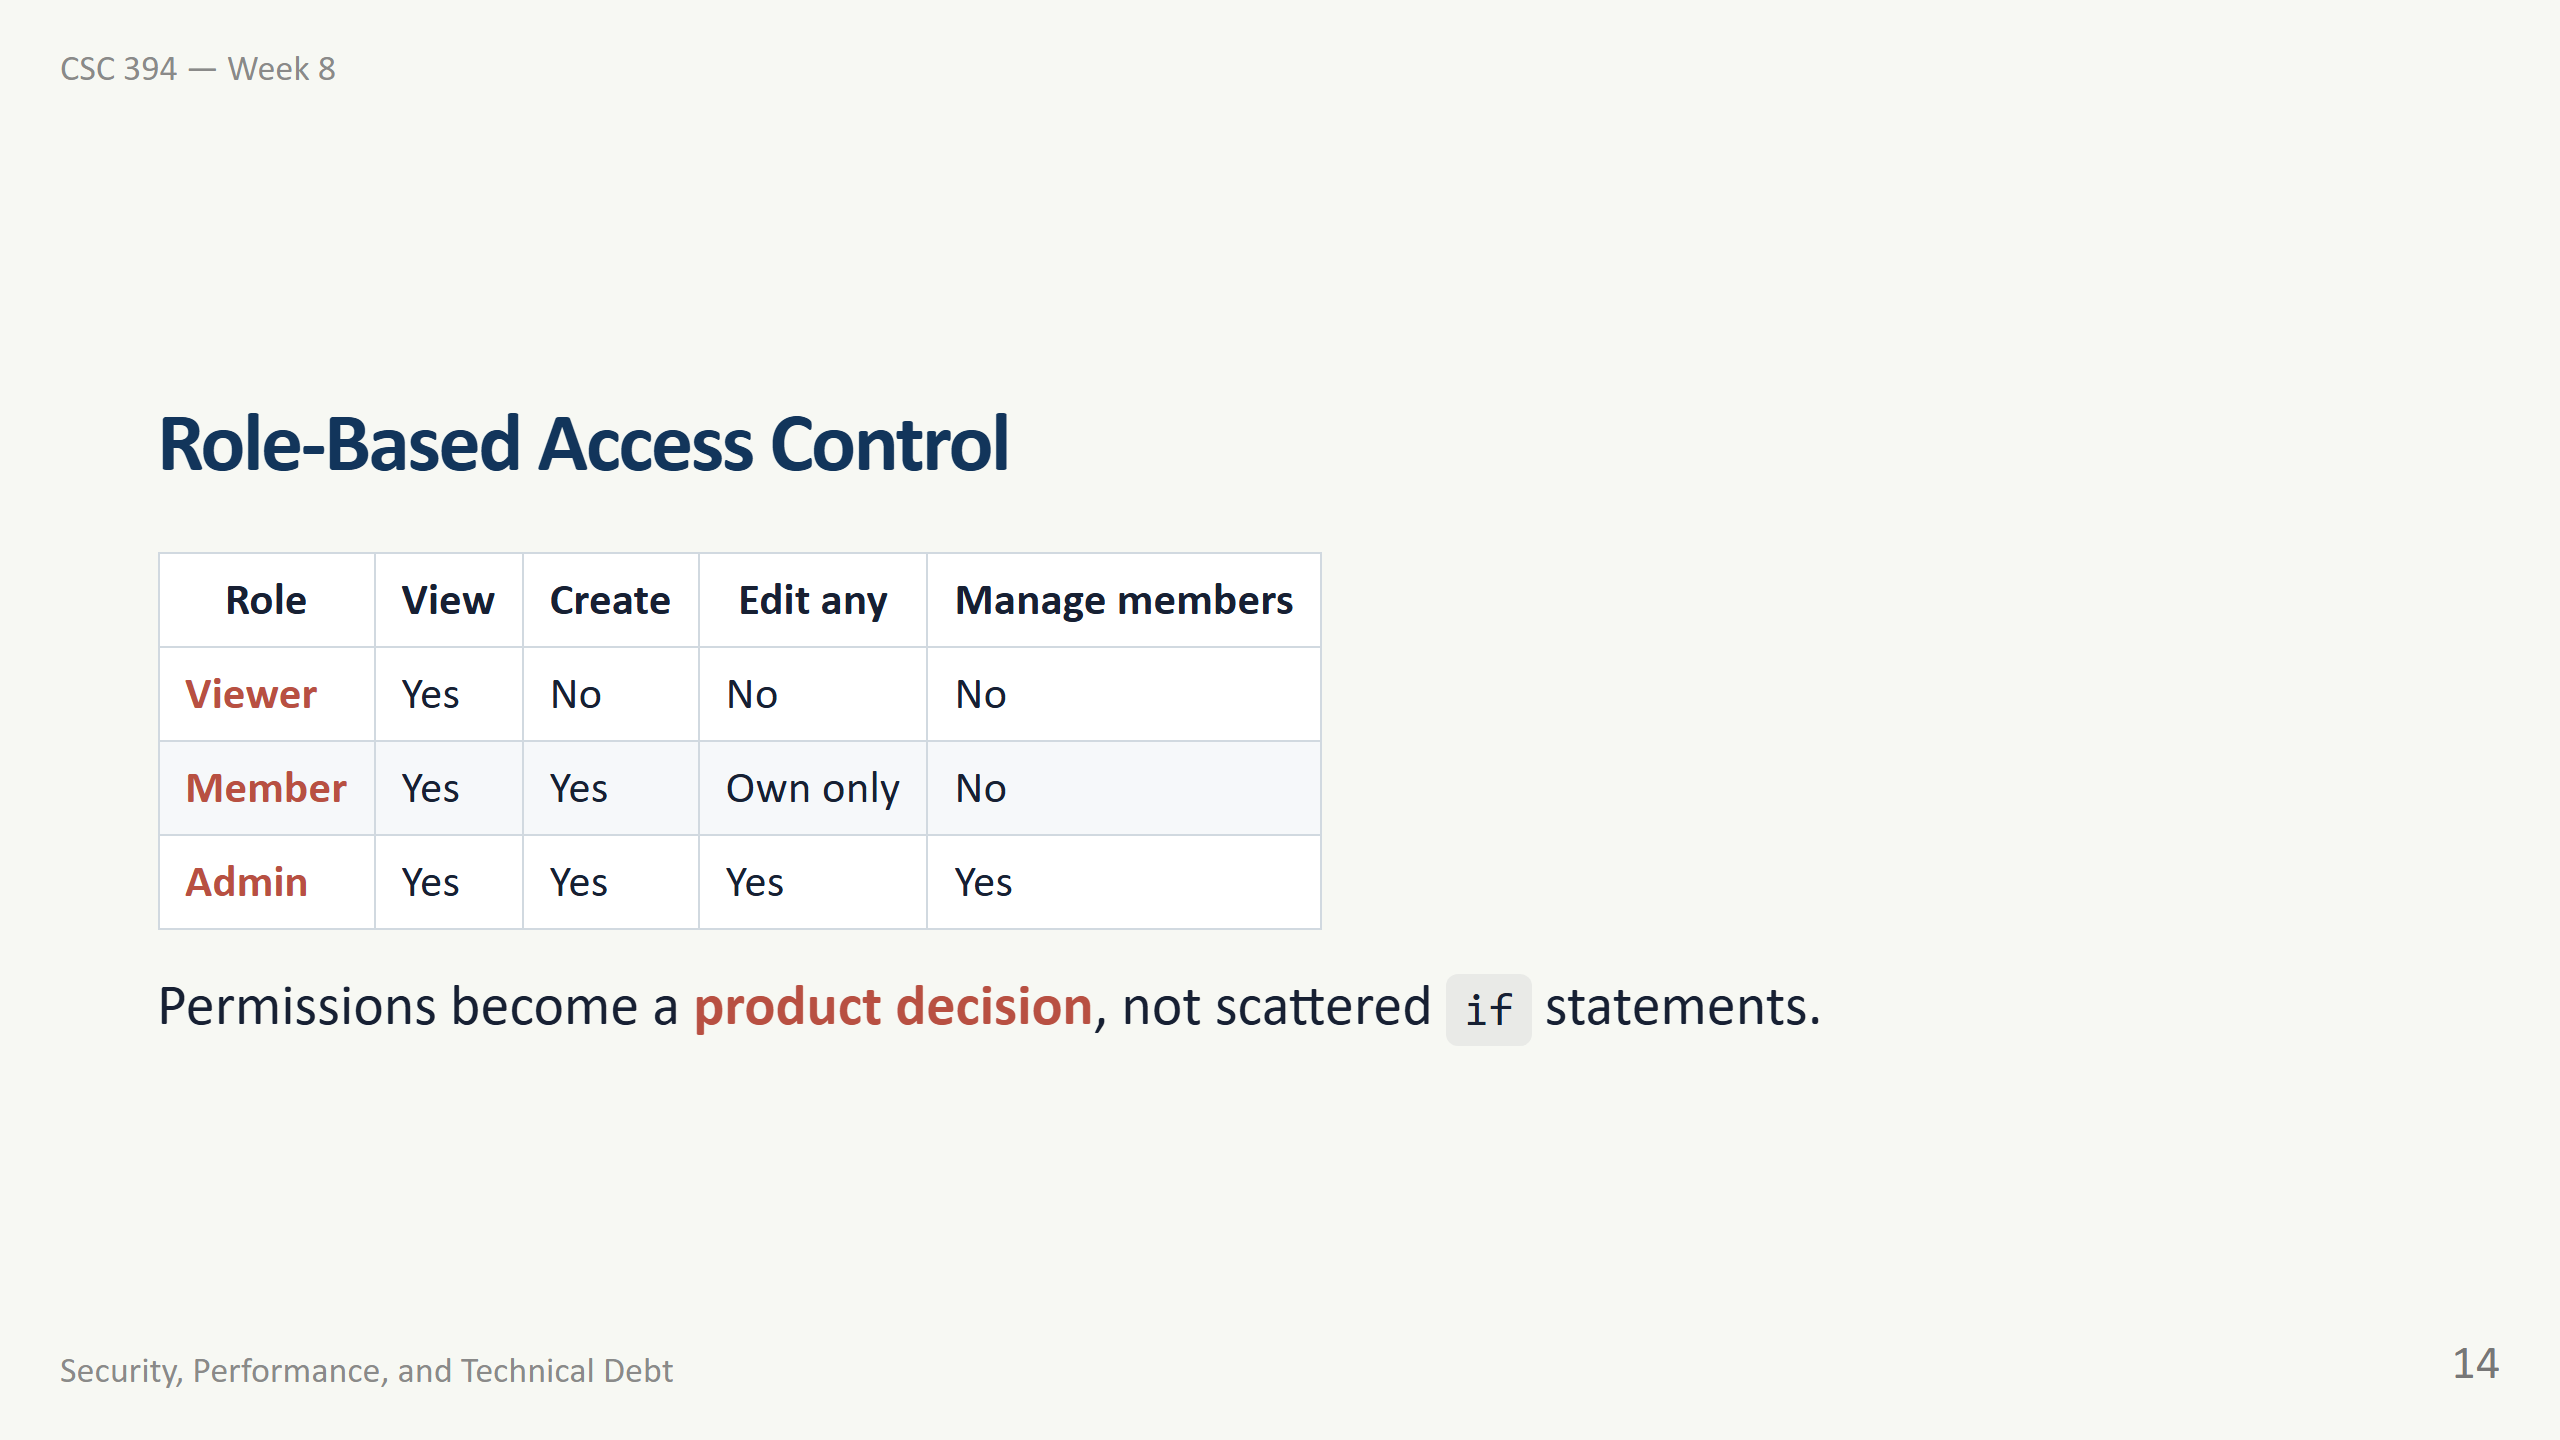 CSC 394 — Week 8
Role-Based Access Control
Role View Create Edit any Manage members
Viewer Yes No No No
Member Yes Yes Own only No
Admin Yes Yes Yes Yes
Permissions become a product decision, not scattered if statements.
Security, Performance, and Technical Debt
14